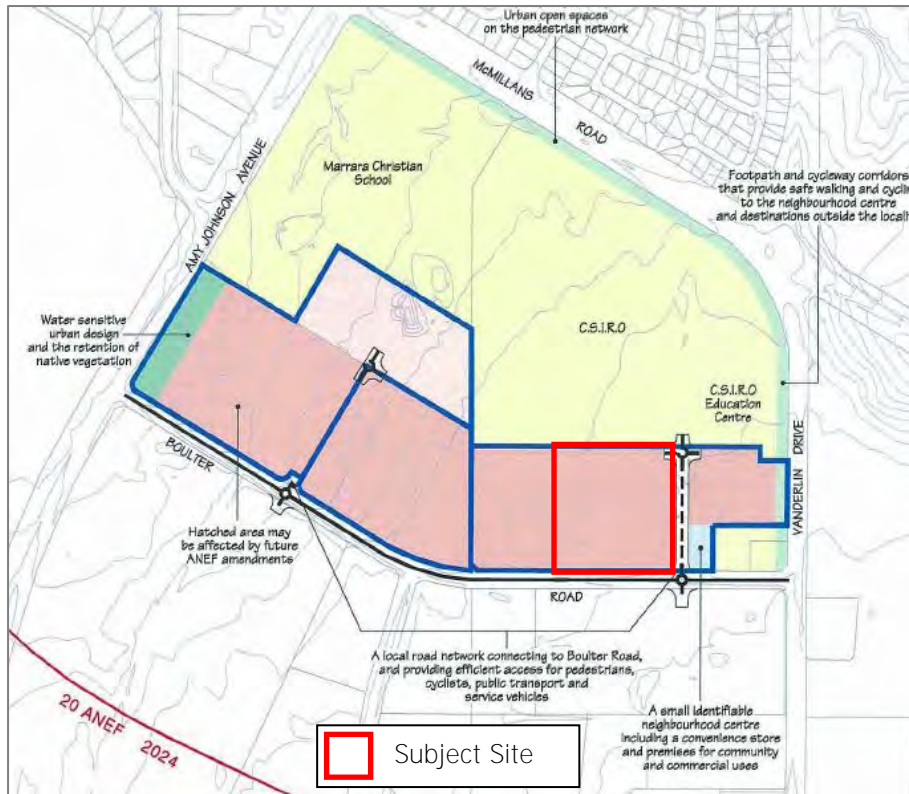 Urban open spaces
on the pedestrian network
McMILLANS
ROAD
Marrara Christian
School
AMY JOHNSON AVENUE
Footpath and cycleway corridors
that provide safe walking and cyclin
to the neighbourhood centre
and destinations outside the locali
Water sensitive
urban design
and the retention of
native vegetation
C.S.I.R.O
C.S.I.R.O
Education
Centre
VANDERLIN DRIVE
BOULTER
Hatched area may
be affected by future
ANEF amendments
ROAD
A local road network connecting to Boulter Road,
and providing efficient access for pedestrians,
cyclists, public transport and
service vehicles
20 ANEF 2024
A small identifiable
neighbourhood centre
including a convenience store
and premises for community
and commercial uses
Subject Site